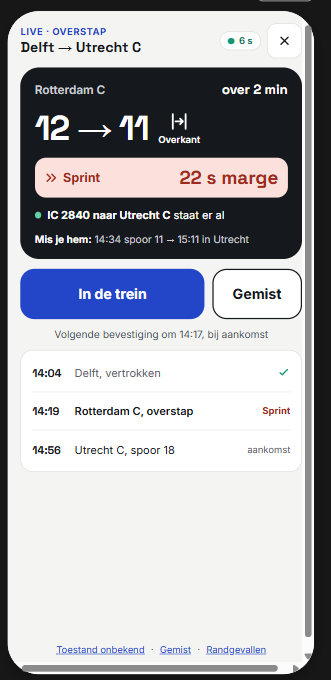 LIVE · OVERSTAP
Delft → Utrecht C
6 s
Rotterdam C
over 2 min
12 → 11
Overkant
Sprint
22 s marge
IC 2840 naar Utrecht C staat er al
Mis je hem: 14:34 spoor 11 → 15:11 in Utrecht
In de trein
Gemist
Volgende bevestiging om 14:17, bij aankomst
14:04 Delft, vertrokken
14:19 Rotterdam C, overstap Sprint
14:56 Utrecht C, spoor 18 aankomst
Toestand onbekend · Gemist · Randgevallen